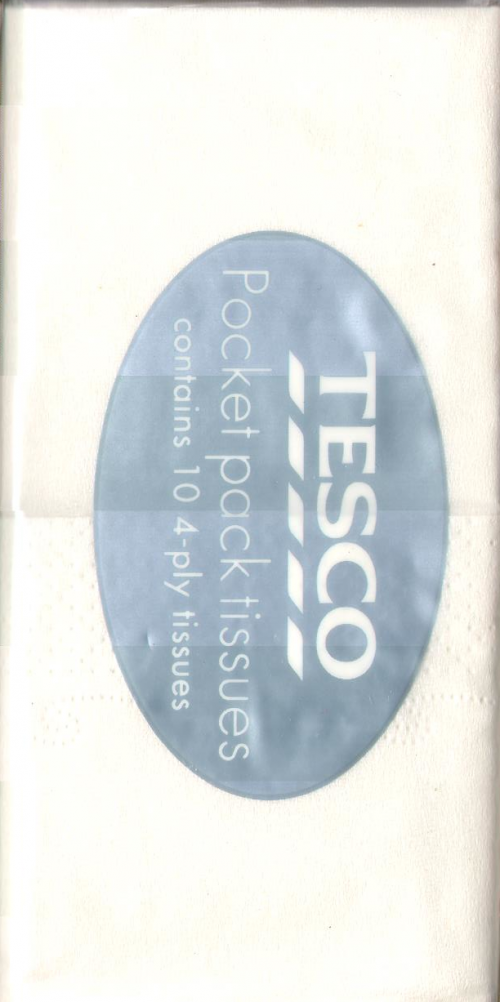 TESCO
Pocket pack tissues
contains 10 4-ply tissues